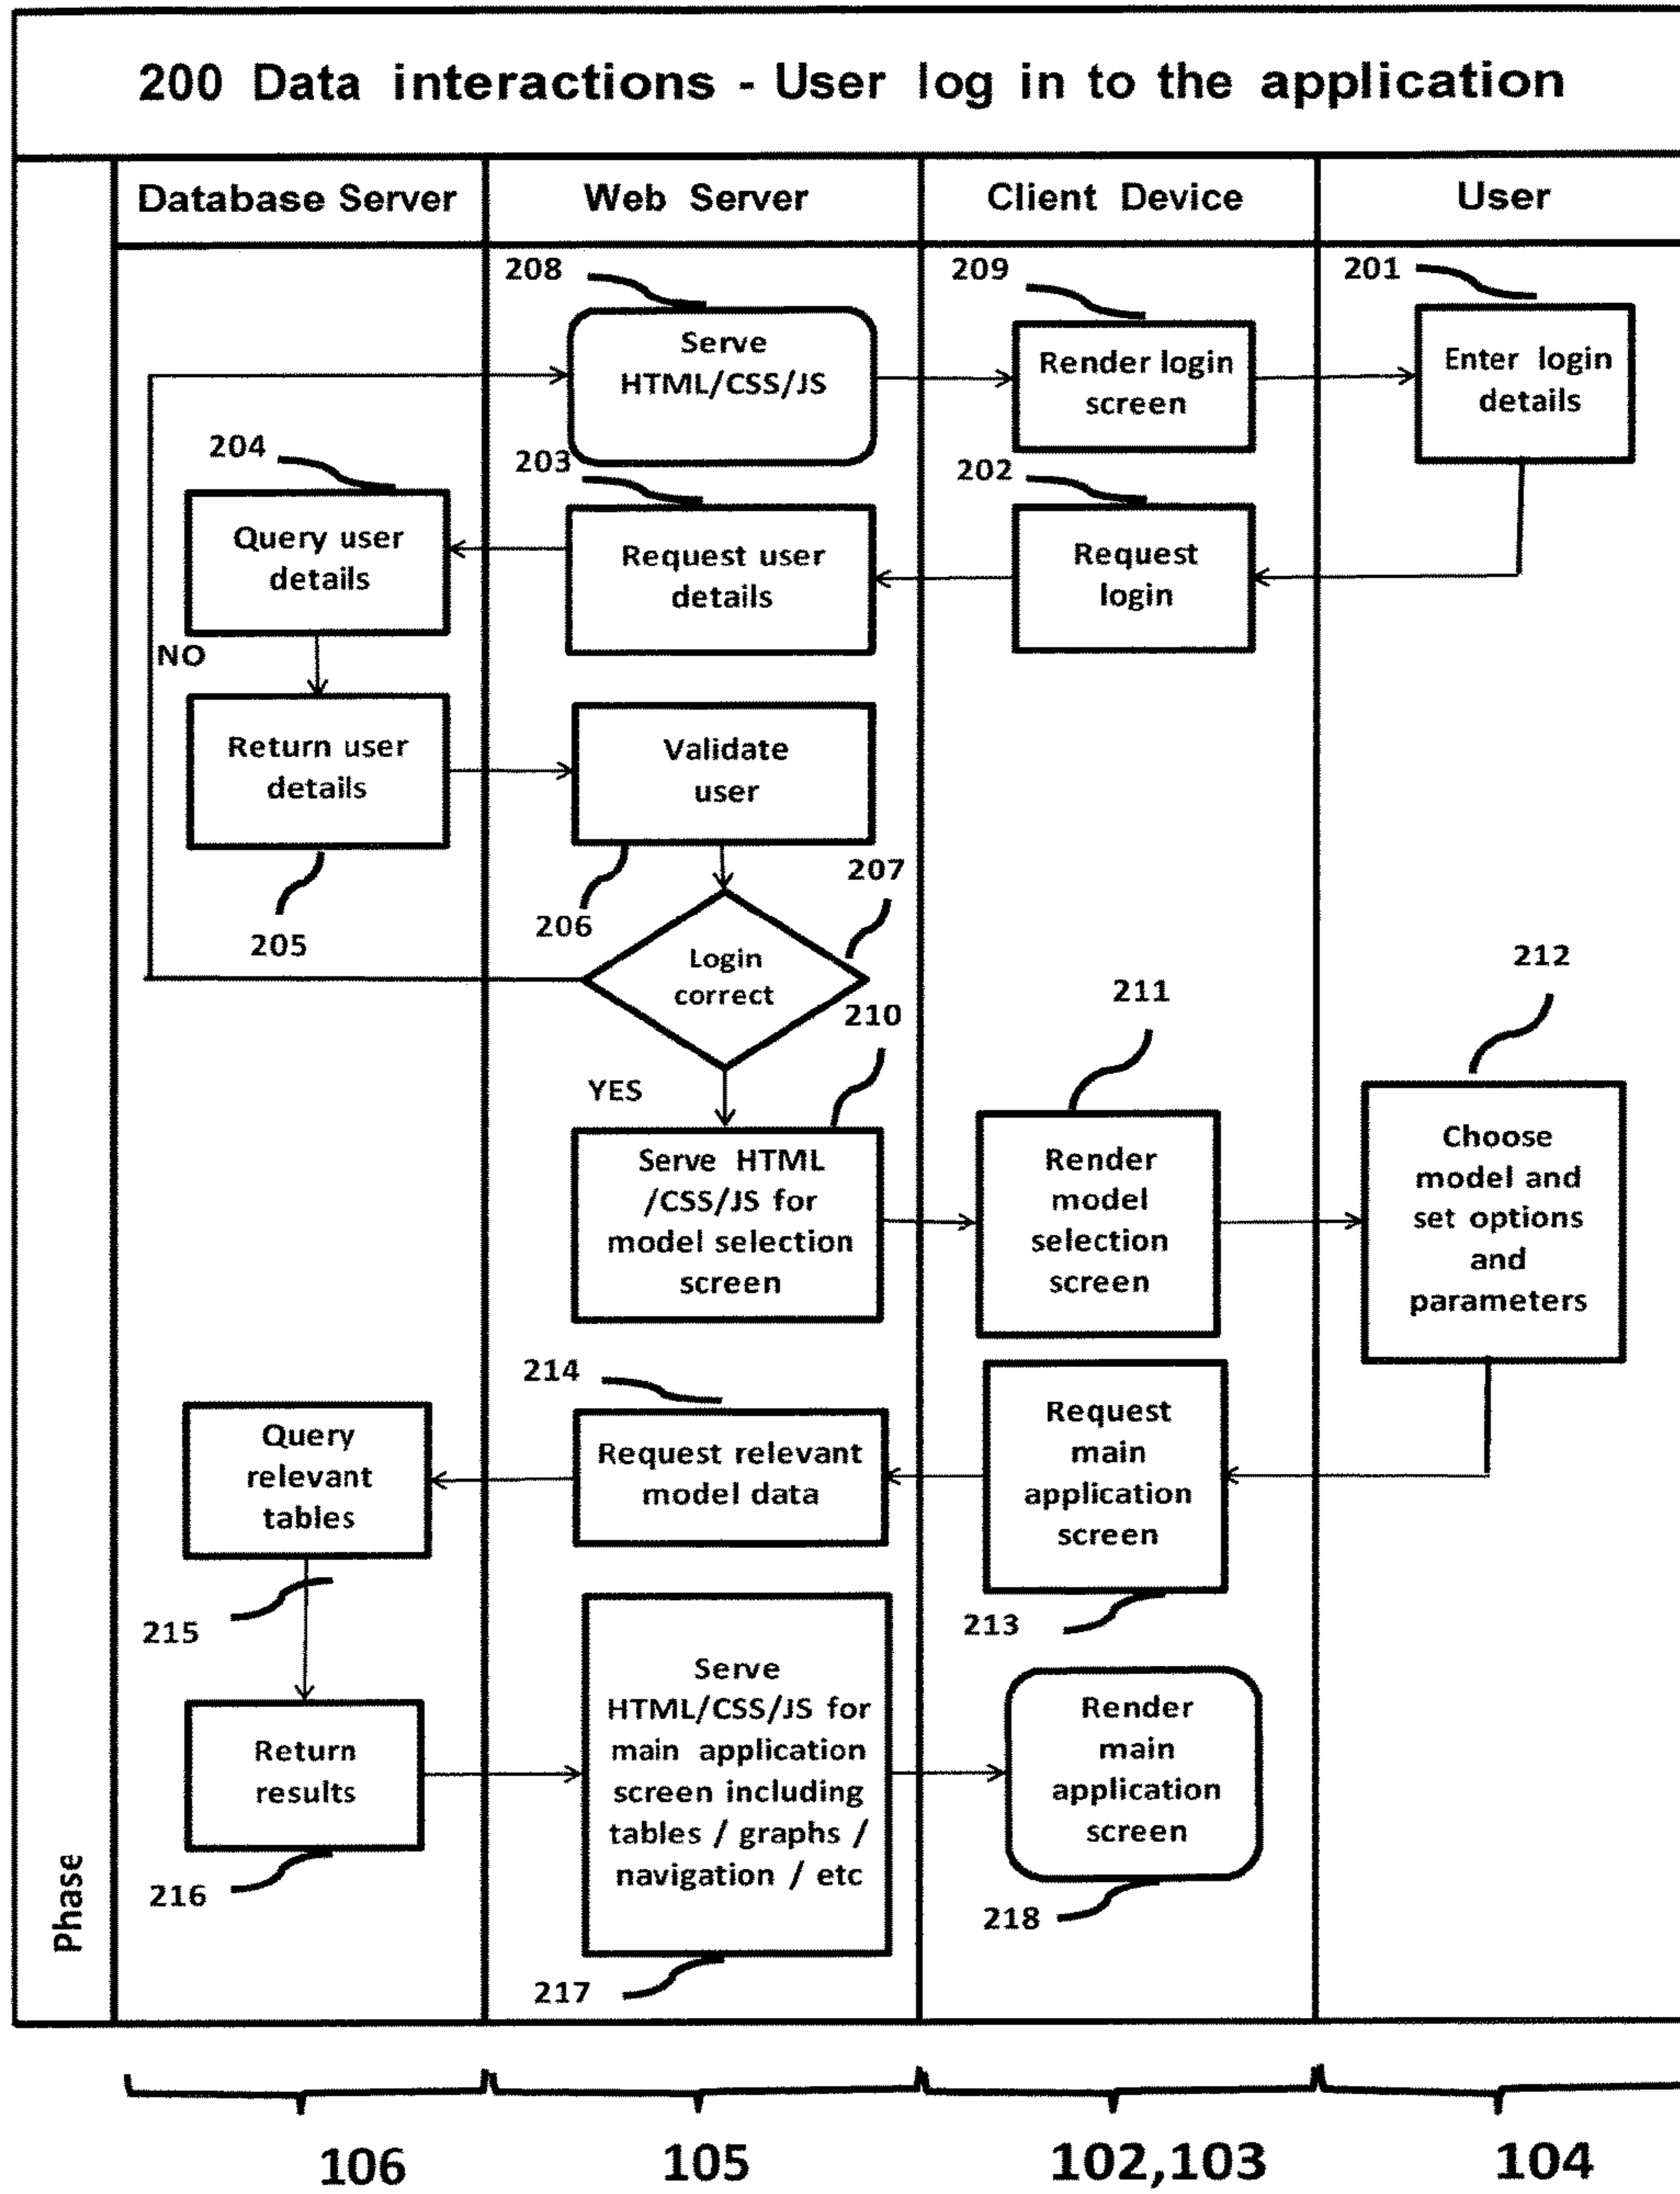 200 Data interactions - User log in to the application
Database Server
Web Server
Client Device
User
208
209
201
Serve
HTML/CSS/JS
Render login
screen
Enter login
details
204
203
202
Query user
details
Request user
details
Request
login
NO
Return user
details
Validate
user
205
206
207
Login
correct
210
YES
211
212
Serve HTML
/CSS/JS for
model selection
screen
Render
model
selection
screen
Choose
model and
set options
and
parameters
214
Query
relevant
tables
Request relevant
model data
Request
main
application
screen
215
213
Return
results
Serve
HTML/CSS/JS for
main application
screen including
tables / graphs /
navigation / etc
Render
main
application
screen
216
217
218
Phase
106
105
102,103
104